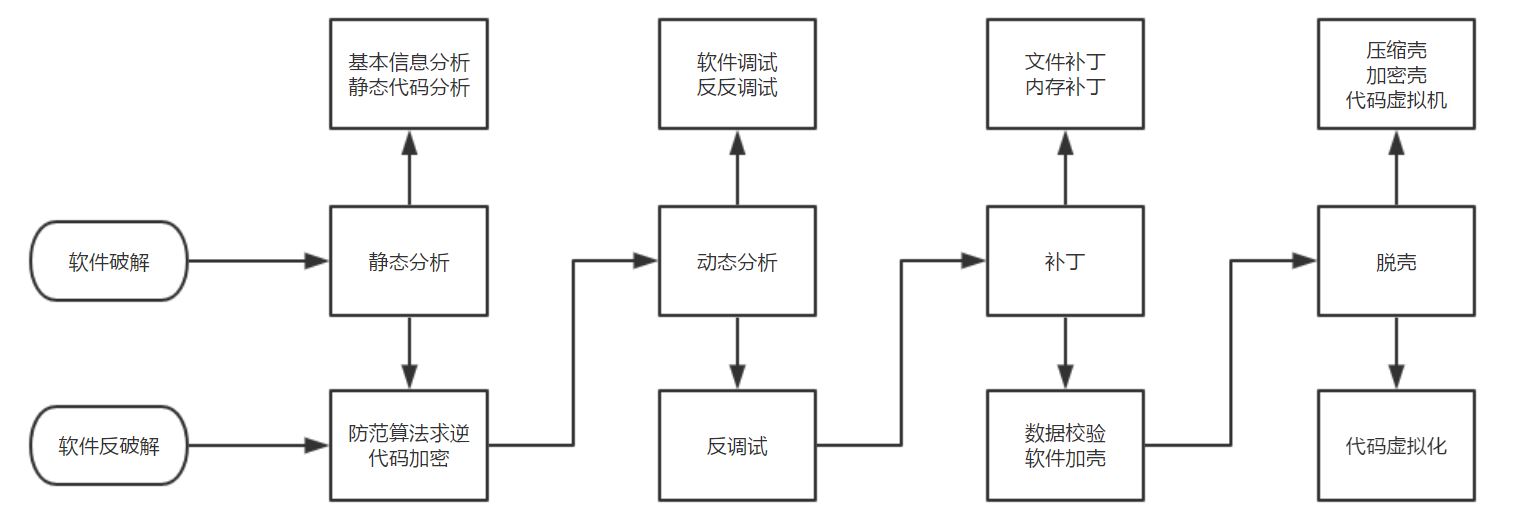 基本信息分析
静态代码分析
软件调试
反反调试
文件补丁
内存补丁
压缩壳
加密壳
代码虚拟机
软件破解
静态分析
动态分析
补丁
脱壳
软件反破解
防范算法求逆
代码加密
反调试
数据校验
软件加壳
代码虚拟化